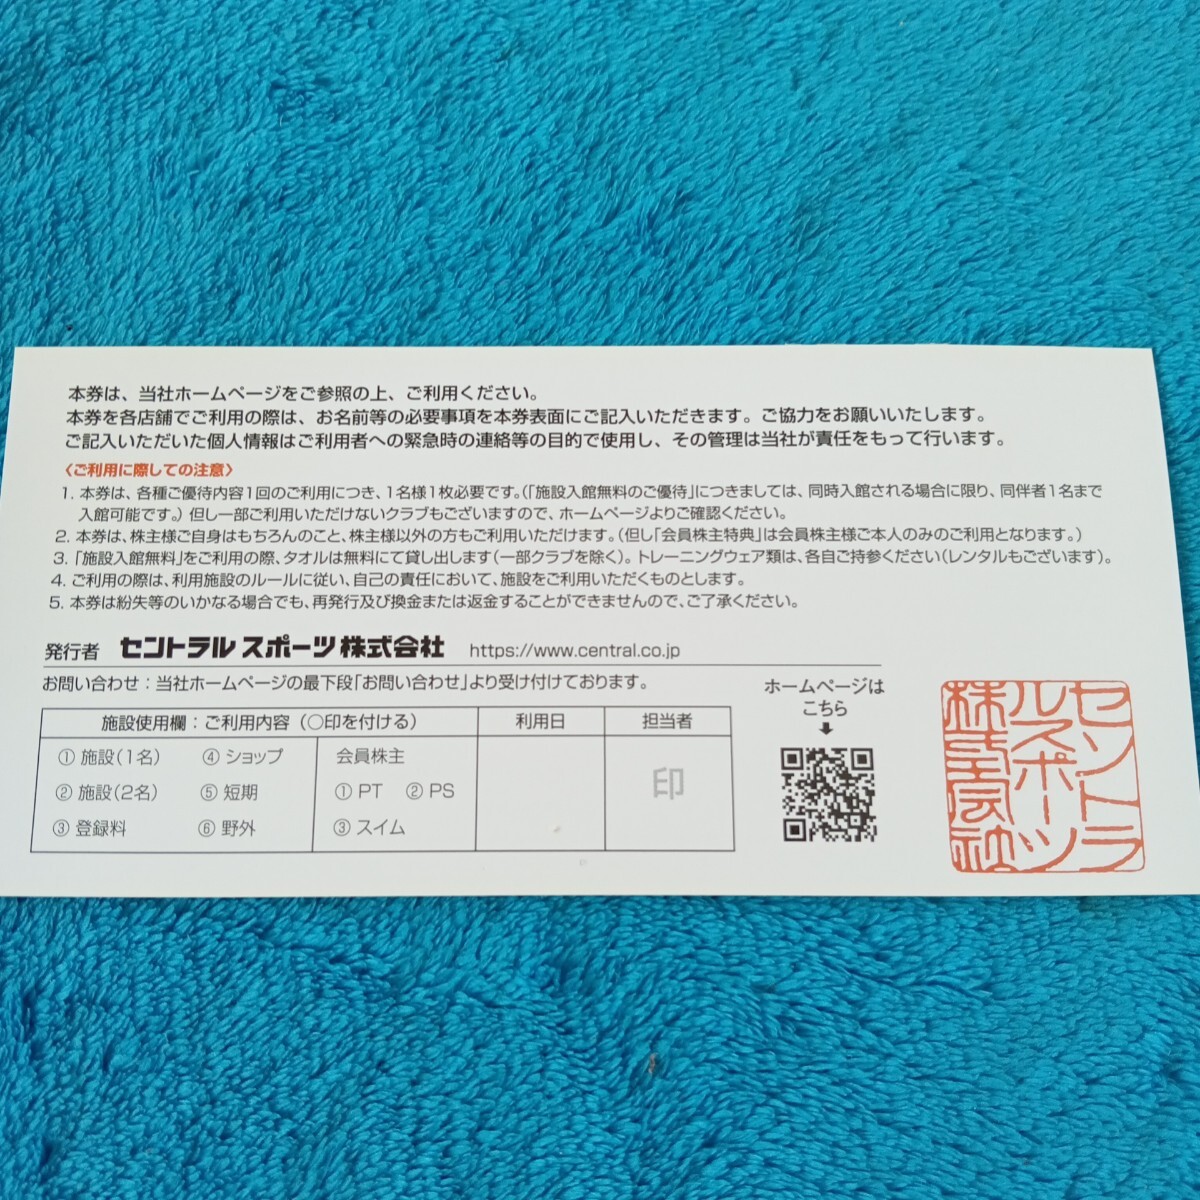 本券は、当社ホームページをご参照の上、ご利用ください。
本券を各店舗でご利用の際は、お名前等の必要事項を本券表面にご記入いただきます。ご協力をお願いいたします。
ご記入いただいた個人情報はご利用者への緊急時の連絡等の目的で使用し、その管理は当社が責任をもって行います。
〈ご利用に際しての注意〉
1. 本券は、各種ご優待内容1回のご利用につき、1名様1枚必要です。(「施設入館無料のご優待」につきましては、同時入館される場合に限り、同伴者1名まで
入館可能です。) 但し一部ご利用いただけないクラブもございますので、ホームページよりご確認ください。
2. 本券は、株主様ご自身はもちろんのこと、株主様以外の方もご利用いただけます。(但し「会員株主特典」は会員株主様ご本人のみのご利用となります。)
3. 「施設入館無料」をご利用の際、タオルは無料にて貸し出します(一部クラブを除く)。トレーニングウェア類は、各自ご持参ください(レンタルもございます)。
4. ご利用の際は、利用施設のルールに従い、自己の責任において、施設をご利用いただくものとします。
5. 本券は紛失等のいかなる場合でも、再発行及び換金または返金することができませんので、ご了承ください。
発行者 セントラルスポーツ株式会社 https://www.central.co.jp
お問い合わせ：当社ホームページの最下段「お問い合わせ」より受け付けております。
施設使用欄：ご利用内容（○印を付ける） 利用日 担当者
① 施設(1名) ④ ショップ 会員株主
② 施設(2名) ⑤ 短期 ① PT ② PS 印
③ 登録料 ⑥ 野外 ③ スイム
ホームページは
こちら
セントラ
ルスポーツ
株式会社